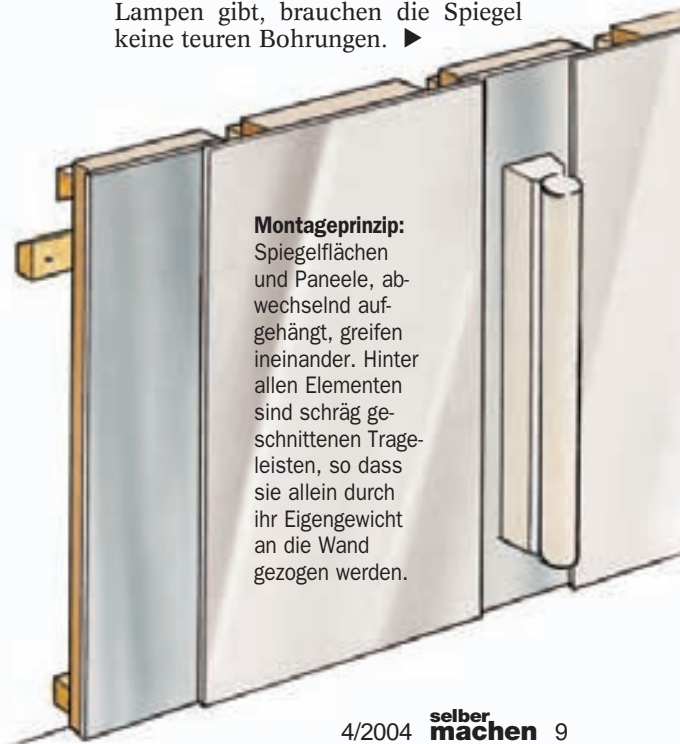 Lampen gibt, brauchen die Spiegel
keine teuren Bohrungen. ▶
Montageprinzip:
Spiegelflächen
und Paneele, ab-
wechselnd auf-
gehängt, greifen
ineinander. Hinter
allen Elementen
sind schräg ge-
schnittenen Trage-
leisten, so dass
sie allein durch
ihr Eigengewicht
an die Wand
gezogen werden.
4/2004 selber machen 9